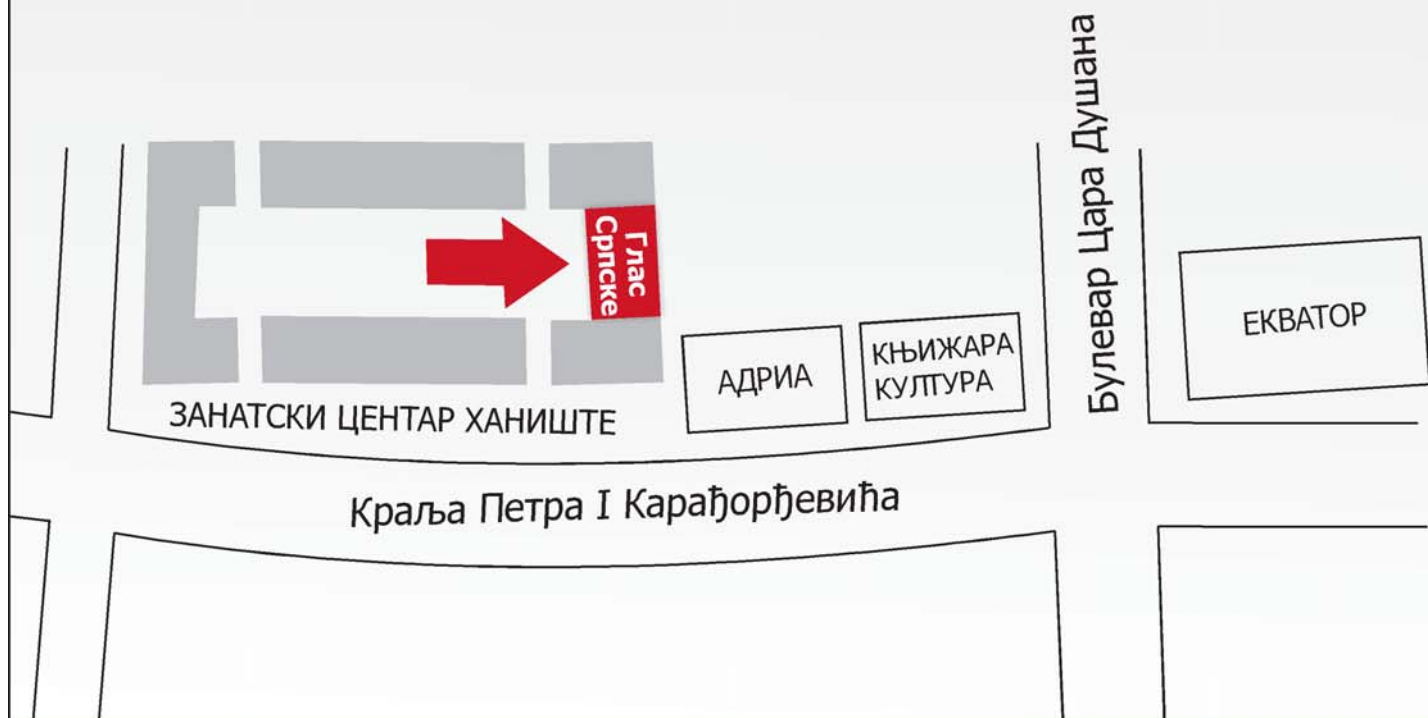 Булевар Цара Душана
Глас
Српске
ЕКВАТОР
АДРИА
КЊИЖАРА
КУЛТУРА
ЗАНАТСКИ ЦЕНТАР ХАНИШТЕ
Краља Петра I Карађорђевића